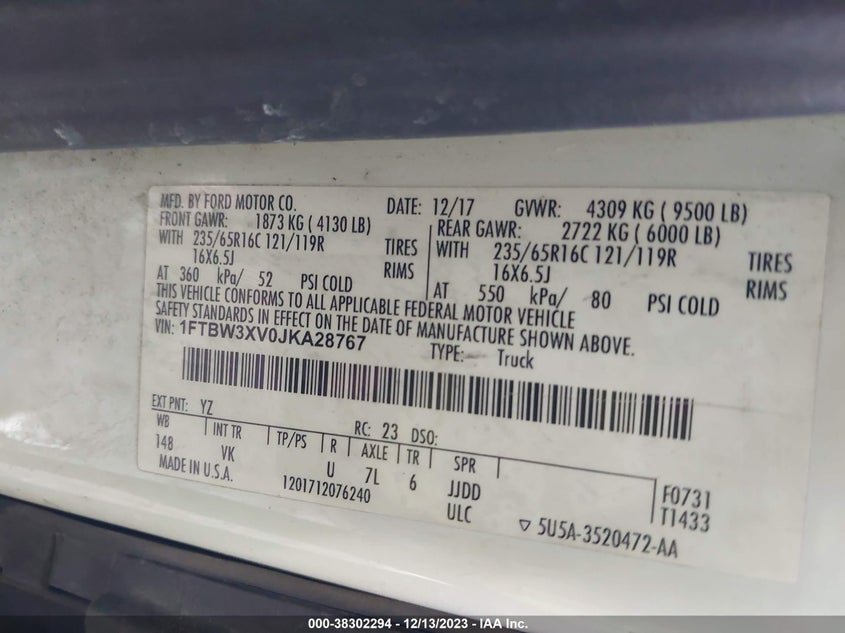 MFD. BY FORD MOTOR CO. DATE: 12/17 GVWR: 4309 KG ( 9500 LB)
FRONT GAWR: 1873 KG ( 4130 LB) REAR GAWR: 2722 KG ( 6000 LB)
WITH 235/65R16C 121/119R TIRES WITH 235/65R16C 121/119R TIRES
16X6.5J RIMS 16X6.5J RIMS
AT 360 kPa/ 52 PSI COLD AT 550 kPa/ 80 PSI COLD
THIS VEHICLE CONFORMS TO ALL APPLICABLE FEDERAL MOTOR VEHICLE
SAFETY STANDARDS IN EFFECT ON THE DATE OF MANUFACTURE SHOWN ABOVE.
VIN: 1FTBW3XV0JKA28767 TYPE: Truck
EXT PNT: YZ RC: 23 DSO:
WB INT TR TP/PS R AXLE TR SPR
148 VK U 7L 6 JJDD F0731
MADE IN U.S.A. 1201712076240 ULC T1433
5U5A-3520472-AA
000-38302294 - 12/13/2023 - IAA Inc.